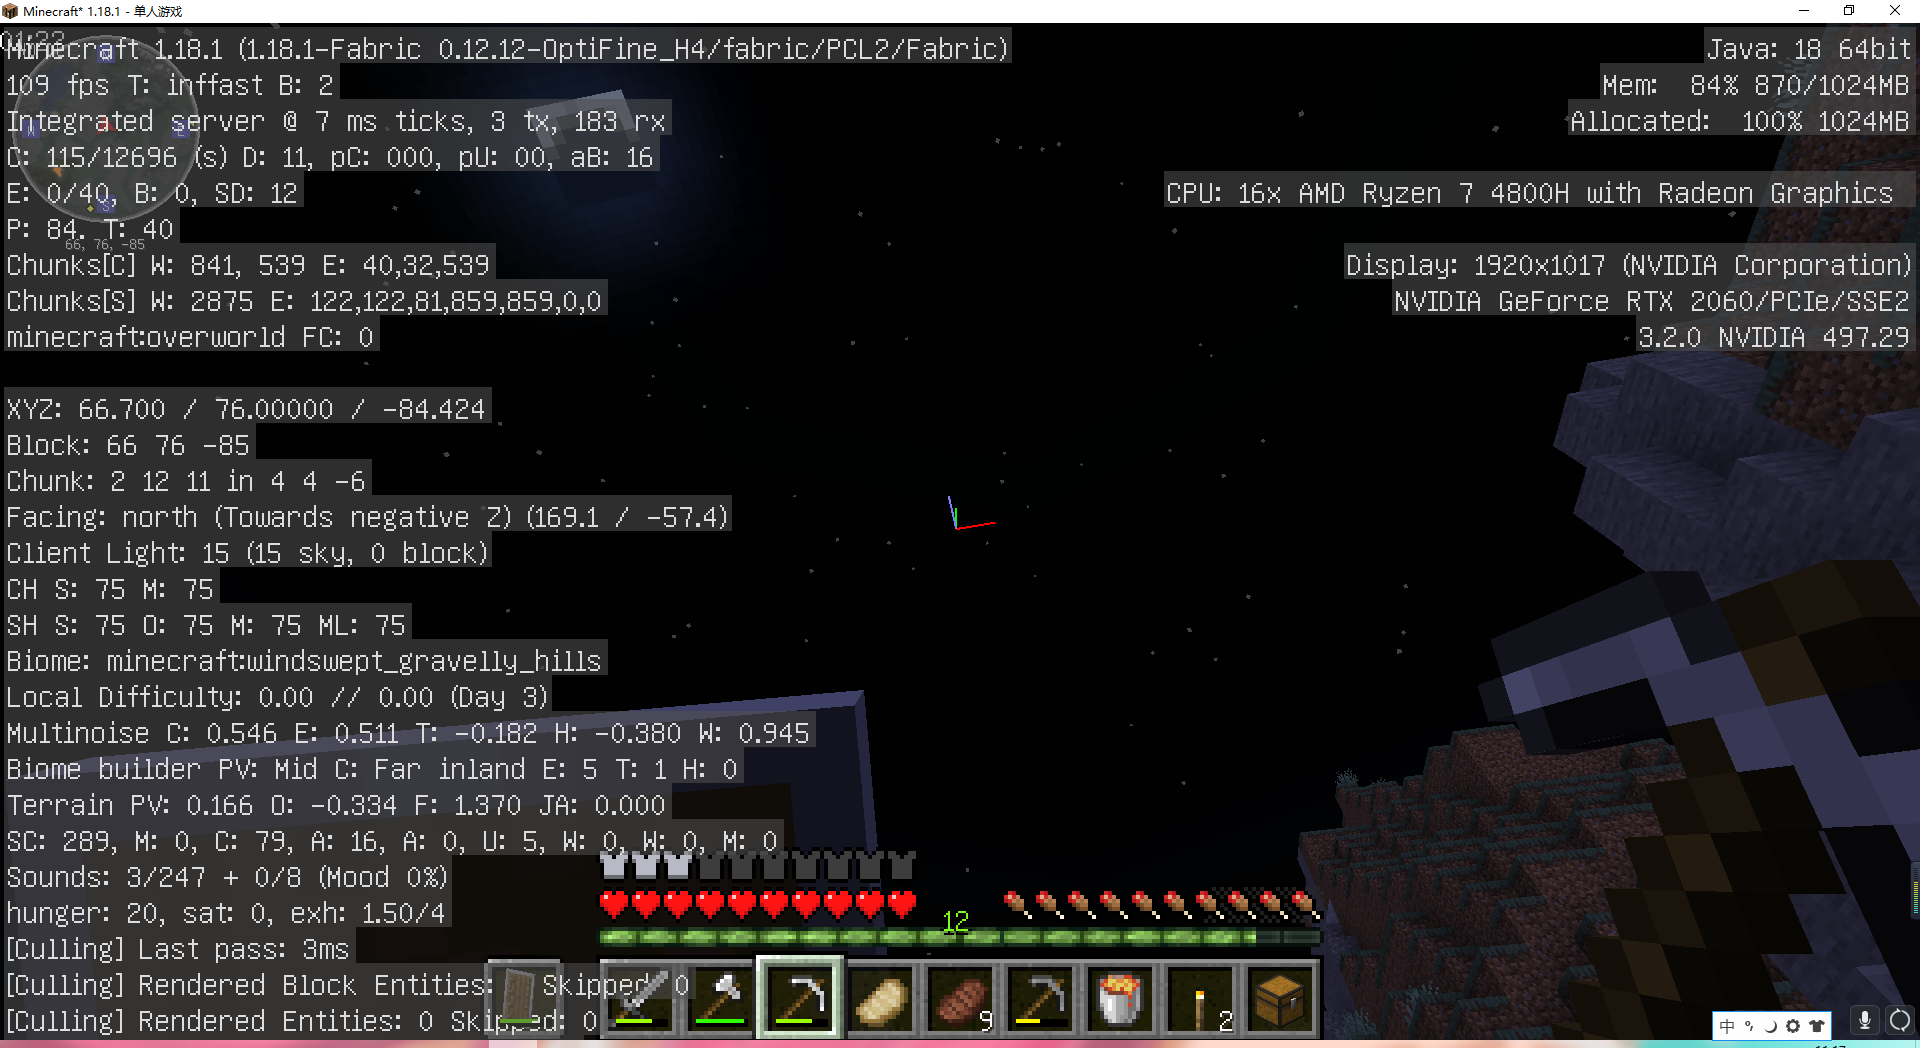 Minecraft* 1.18.1 - 单人游戏
Minecraft 1.18.1 (1.18.1-Fabric 0.12.12-OptiFine_H4/fabric/PCL2/Fabric)
109 fps T: inffast B: 2
Integrated server @ 7 ms ticks, 3 tx, 183 rx
C: 115/12696 (s) D: 11, pC: 000, pU: 00, aB: 16
E: 0/40, B: 0, SD: 12
P: 84. T: 40
66, 76, -85
Chunks[C] W: 841, 539 E: 40,32,539
Chunks[S] W: 2875 E: 122,122,81,859,859,0,0
minecraft:overworld FC: 0
XYZ: 66.700 / 76.00000 / -84.424
Block: 66 76 -85
Chunk: 2 12 11 in 4 4 -6
Facing: north (Towards negative Z) (169.1 / -57.4)
Client Light: 15 (15 sky, 0 block)
CH S: 75 M: 75
SH S: 75 O: 75 M: 75 ML: 75
Biome: minecraft:windswept_gravelly_hills
Local Difficulty: 0.00 // 0.00 (Day 3)
Multinoise C: 0.546 E: 0.511 T: -0.182 H: -0.380 W: 0.945
Biome builder PV: Mid C: Far inland E: 5 T: 1 H: 0
Terrain PV: 0.166 O: -0.334 F: 1.370 JA: 0.000
SC: 289, M: 0, C: 79, A: 16, A: 0, U: 5, W: 0, W: 0, M: 0
Sounds: 3/247 + 0/8 (Mood 0%)
hunger: 20, sat: 0, exh: 1.50/4
[Culling] Last pass: 3ms
[Culling] Rendered Block Entities: Skipped: 0
[Culling] Rendered Entities: 0 Skipped: 0
Java: 18 64bit
Mem: 84% 870/1024MB
Allocated: 100% 1024MB
CPU: 16x AMD Ryzen 7 4800H with Radeon Graphics
Display: 1920x1017 (NVIDIA Corporation)
NVIDIA GeForce RTX 2060/PCIe/SSE2
3.2.0 NVIDIA 497.29
12
9
2
中